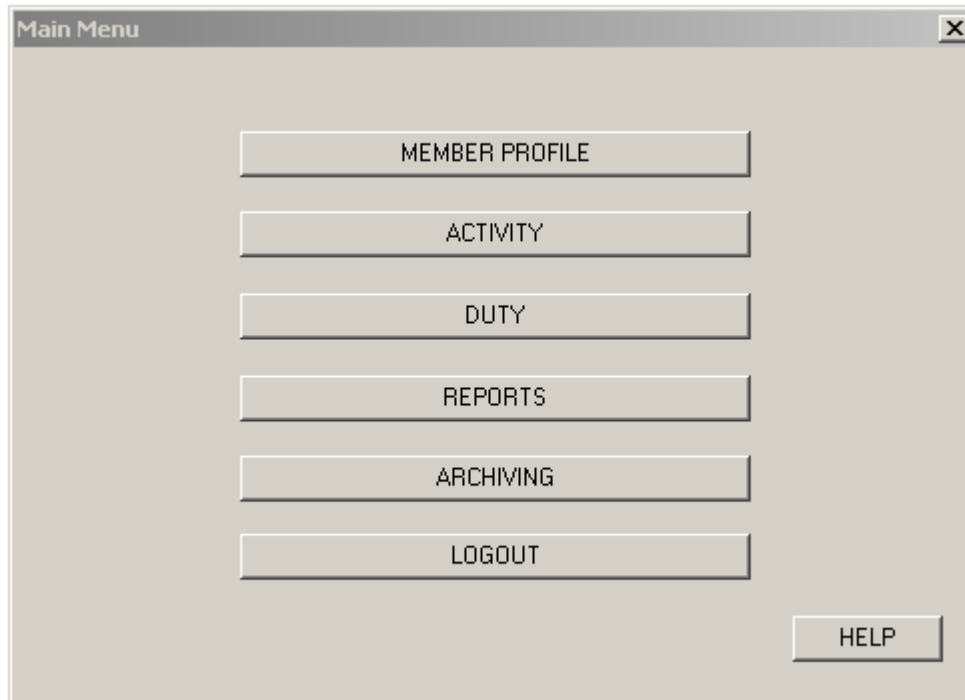 Main Menu
MEMBER PROFILE
ACTIVITY
DUTY
REPORTS
ARCHIVING
LOGOUT
HELP